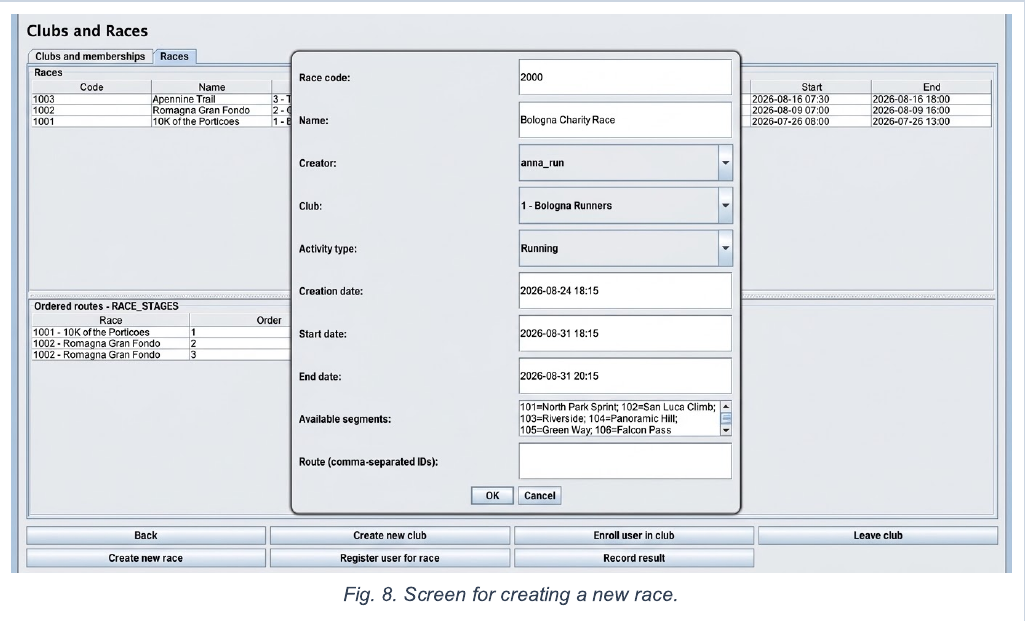 Clubs and Races
Clubs and memberships Races
Races
Code Name Start End
1003 Apennine Trail 3 - T 2026-08-16 07:30 2026-08-16 18:00
1002 Romagna Gran Fondo 2 - 2026-08-09 07:00 2026-08-09 16:00
1001 10K of the Porticoes 1 - 2026-07-26 08:00 2026-07-26 13:00
Race code: 2000
Name: Bologna Charity Race
Creator: anna_run
Club: 1 - Bologna Runners
Activity type: Running
Creation date: 2026-08-24 18:15
Start date: 2026-08-31 18:15
End date: 2026-08-31 20:15
Available segments: 101=North Park Sprint; 102=San Luca Climb;
103=Riverside; 104=Panoramic Hill;
105=Green Way; 106=Falcon Pass
Route (comma-separated IDs):
OK Cancel
Ordered routes - RACE_STAGES
Race Order
1001 - 10K of the Porticoes 1
1002 - Romagna Gran Fondo 2
1002 - Romagna Gran Fondo 3
Back Create new club Enroll user in club Leave club
Create new race Register user for race Record result
Fig. 8. Screen for creating a new race.